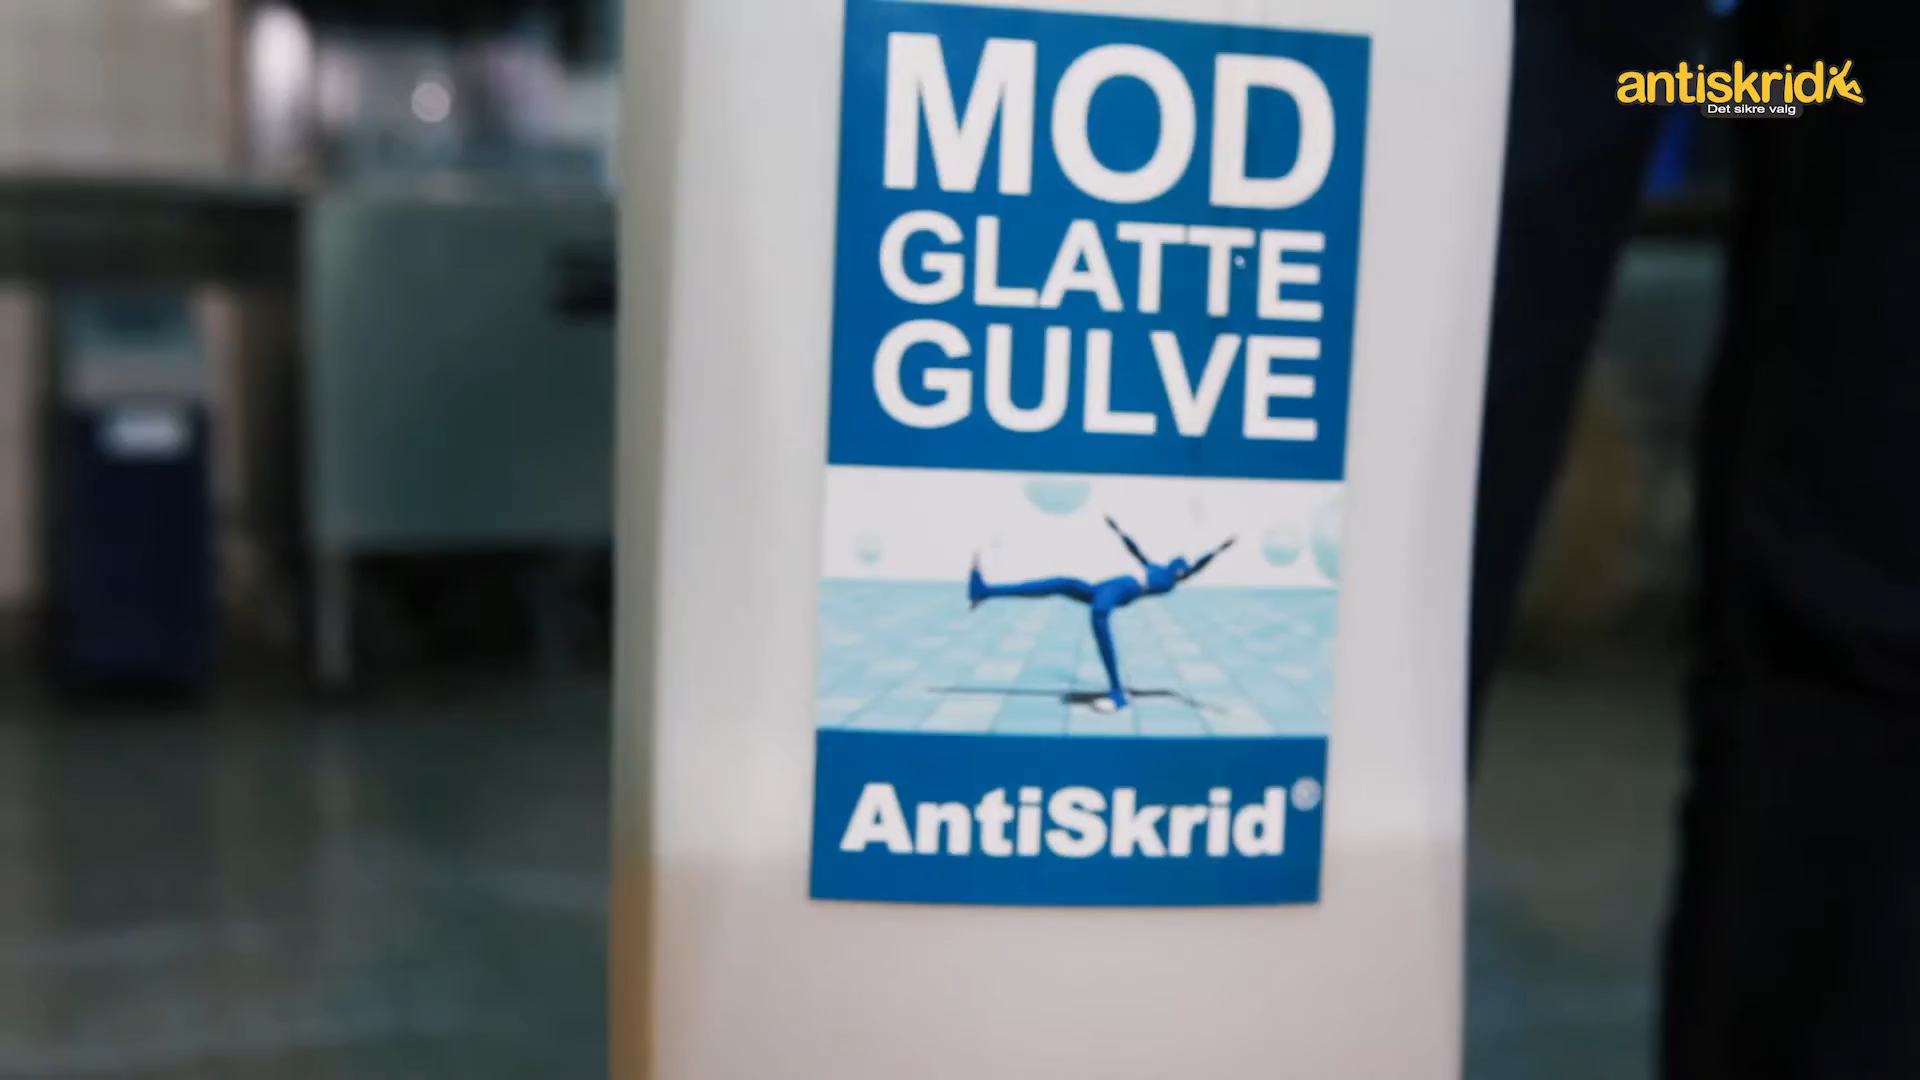 MOD
GLATTE
GULVE
AntiSkrid®
antiskrid
Det sikre valg